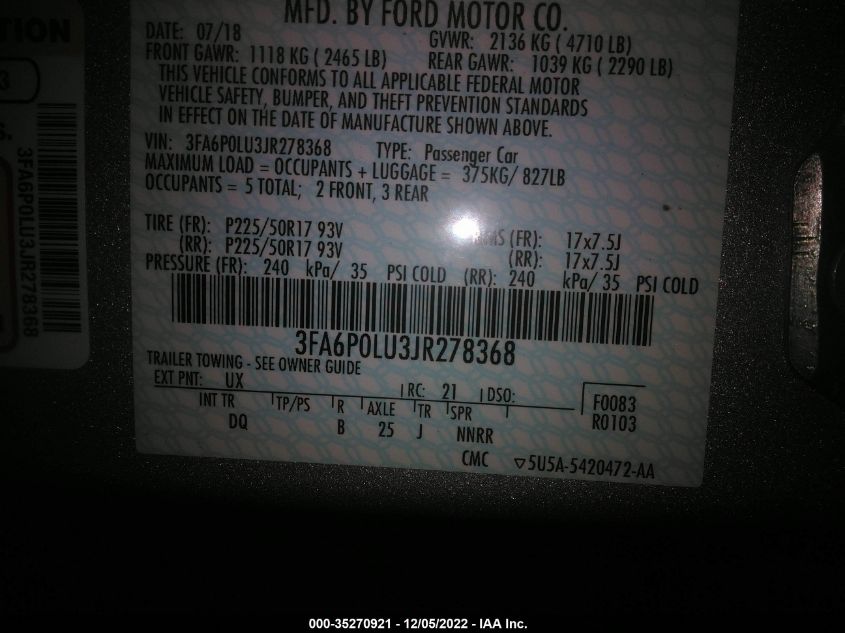 MFD. BY FORD MOTOR CO.
DATE: 07/18 GVWR: 2136 KG ( 4710 LB)
FRONT GAWR: 1118 KG ( 2465 LB) REAR GAWR: 1039 KG ( 2290 LB)
THIS VEHICLE CONFORMS TO ALL APPLICABLE FEDERAL MOTOR
VEHICLE SAFETY, BUMPER, AND THEFT PREVENTION STANDARDS
IN EFFECT ON THE DATE OF MANUFACTURE SHOWN ABOVE.
VIN: 3FA6P0LU3JR278368 TYPE: Passenger Car
MAXIMUM LOAD = OCCUPANTS + LUGGAGE = 375KG/ 827LB
OCCUPANTS = 5 TOTAL; 2 FRONT, 3 REAR
TIRE (FR): P225/50R17 93V (FR): 17x7.5J
(RR): P225/50R17 93V (RR): 17x7.5J
PRESSURE (FR): 240 kPa/ 35 PSI COLD (RR): 240 kPa/ 35 PSI COLD
3FA6P0LU3JR278368
TRAILER TOWING - SEE OWNER GUIDE
EXT PNT: UX RC: 21 DSO: F0083
INT TR TP/PS R AXLE TR SPR R0103
DQ B 25 J NNRR
CMC ▽5U5A-5420472-AA
3FA6P0LU3JR278368
000-35270921 - 12/05/2022 - IAA Inc.